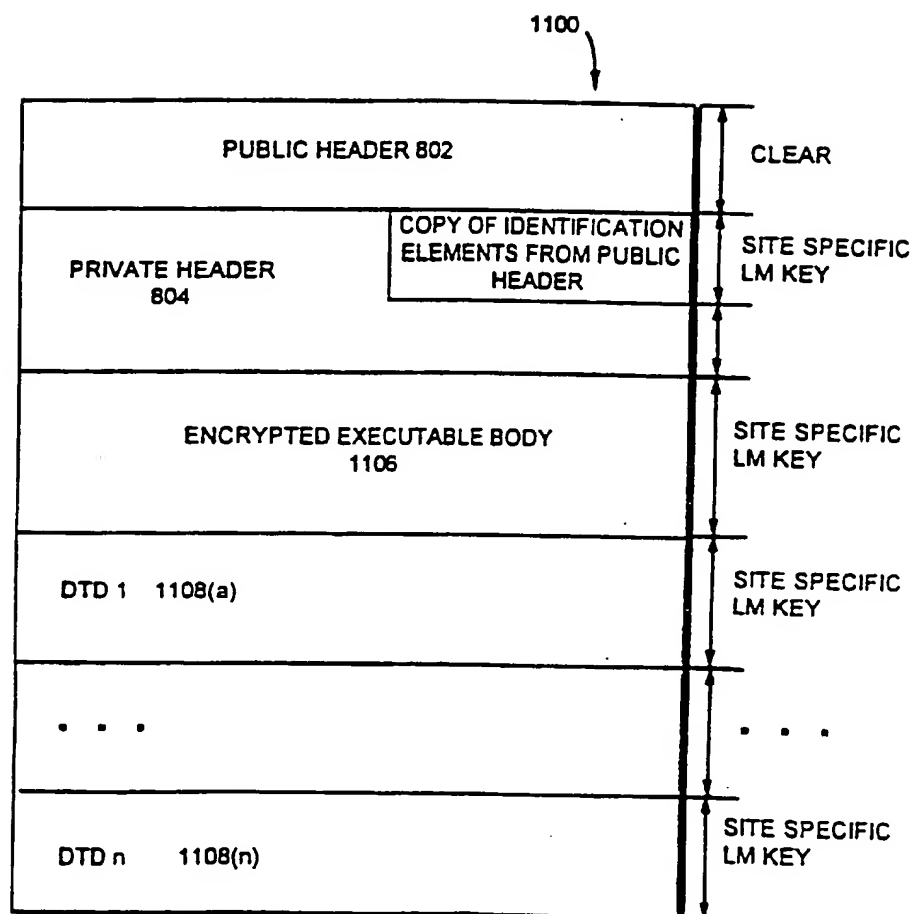 1100
PUBLIC HEADER 802
CLEAR
COPY OF IDENTIFICATION
ELEMENTS FROM PUBLIC
HEADER
PRIVATE HEADER
804
SITE SPECIFIC
LM KEY
ENCRYPTED EXECUTABLE BODY
1106
SITE SPECIFIC
LM KEY
DTD 1 1108(a)
SITE SPECIFIC
LM KEY
. . .
. . .
DTD n 1108(n)
SITE SPECIFIC
LM KEY